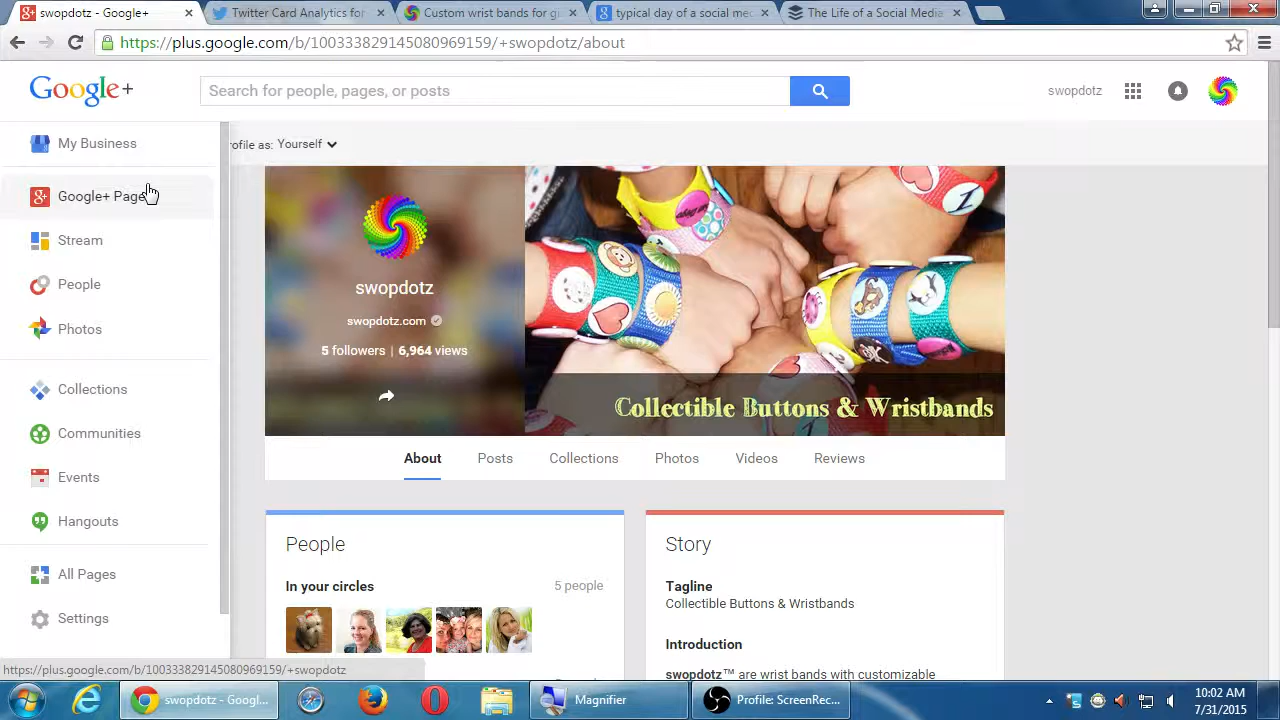 swopdotz - Google+
Twitter Card Analytics for
Custom wrist bands for gi
typical day of a social me
The Life of a Social Media
https://plus.google.com/b/100333829145080969159/+swopdotz/about
Google+
Search for people, pages, or posts
swopdotz
My Business
Google+ Page
Stream
People
Photos
Collections
Communities
Events
Hangouts
All Pages
Settings
rofile as: Yourself
swopdotz
swopdotz.com
5 followers | 6,964 views
Collectible Buttons & Wristbands
About
Posts
Collections
Photos
Videos
Reviews
People
In your circles
5 people
Story
Tagline
Collectible Buttons & Wristbands
Introduction
swopdotz™ are wrist bands with customizable
https://plus.google.com/b/100333829145080969159/+swopdotz
swopdotz - Googl...
Magnifier
Profile: ScreenRec...
10:02 AM
7/31/2015